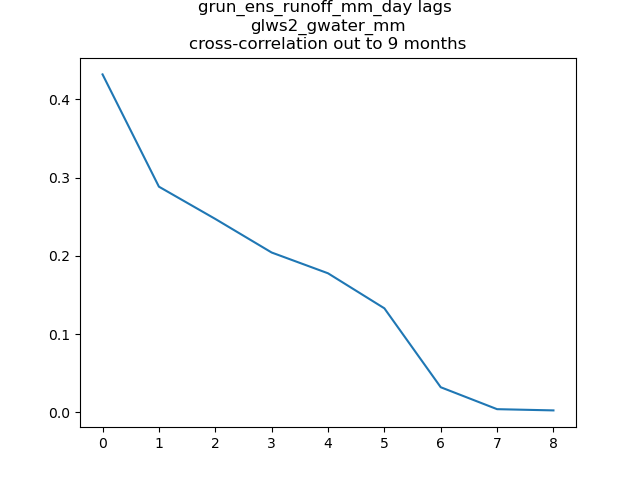 grun_ens_runoff_mm_day lags
glws2_gwater_mm
cross-correlation out to 9 months
0.4
0.3
0.2
0.1
0.0
0 1 2 3 4 5 6 7 8